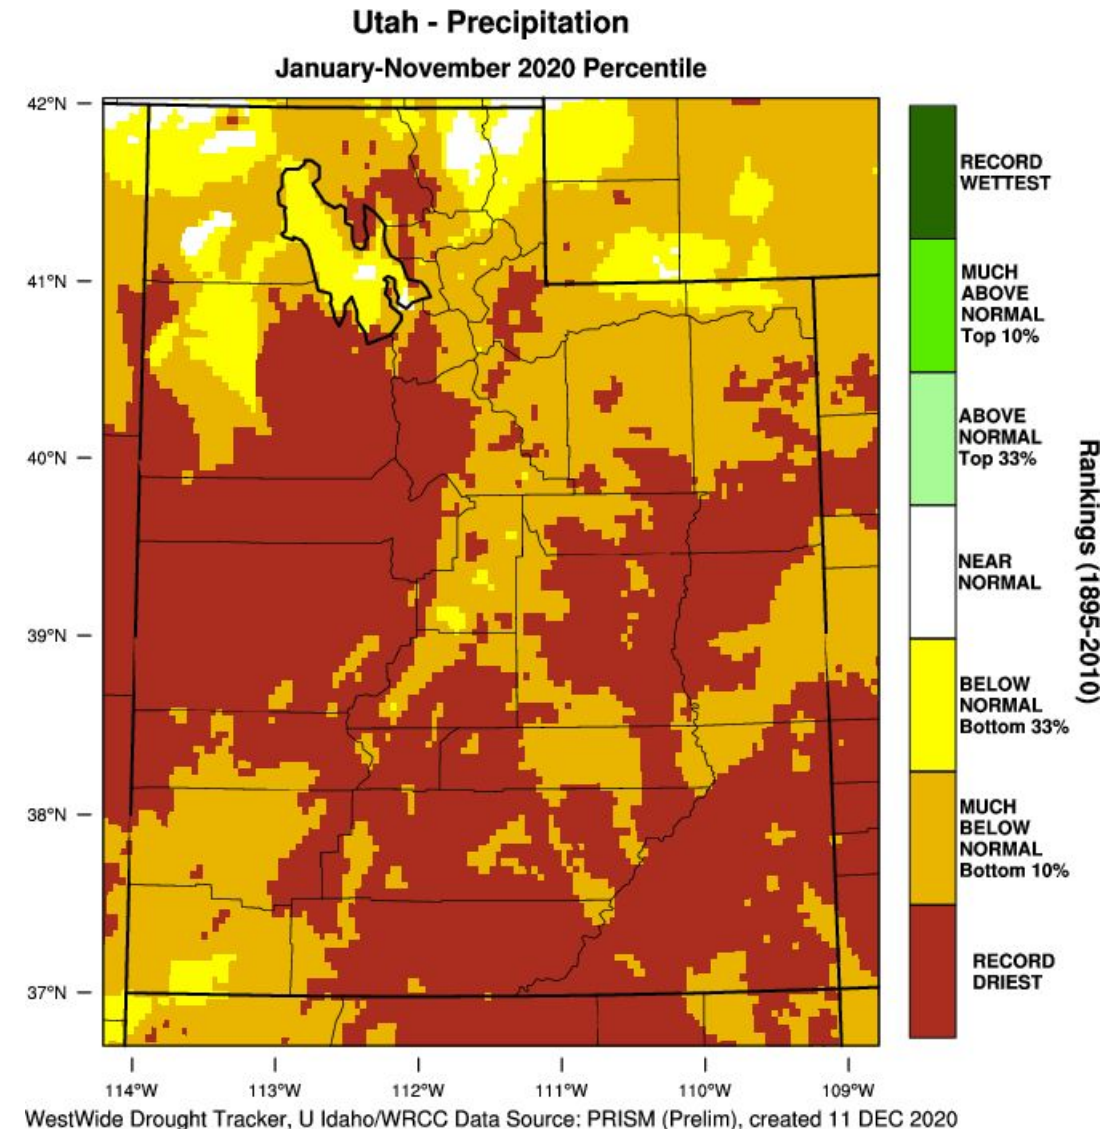 Utah - Precipitation
January-November 2020 Percentile
42°N
41°N
40°N
39°N
38°N
37°N
114°W
113°W
112°W
111°W
110°W
109°W
RECORD
WETTEST
MUCH
ABOVE
NORMAL
Top 10%
ABOVE
NORMAL
Top 33%
NEAR
NORMAL
BELOW
NORMAL
Bottom 33%
MUCH
BELOW
NORMAL
Bottom 10%
RECORD
DRIEST
Rankings (1895-2010)
WestWide Drought Tracker, U Idaho/WRCC Data Source: PRISM (Prelim), created 11 DEC 2020